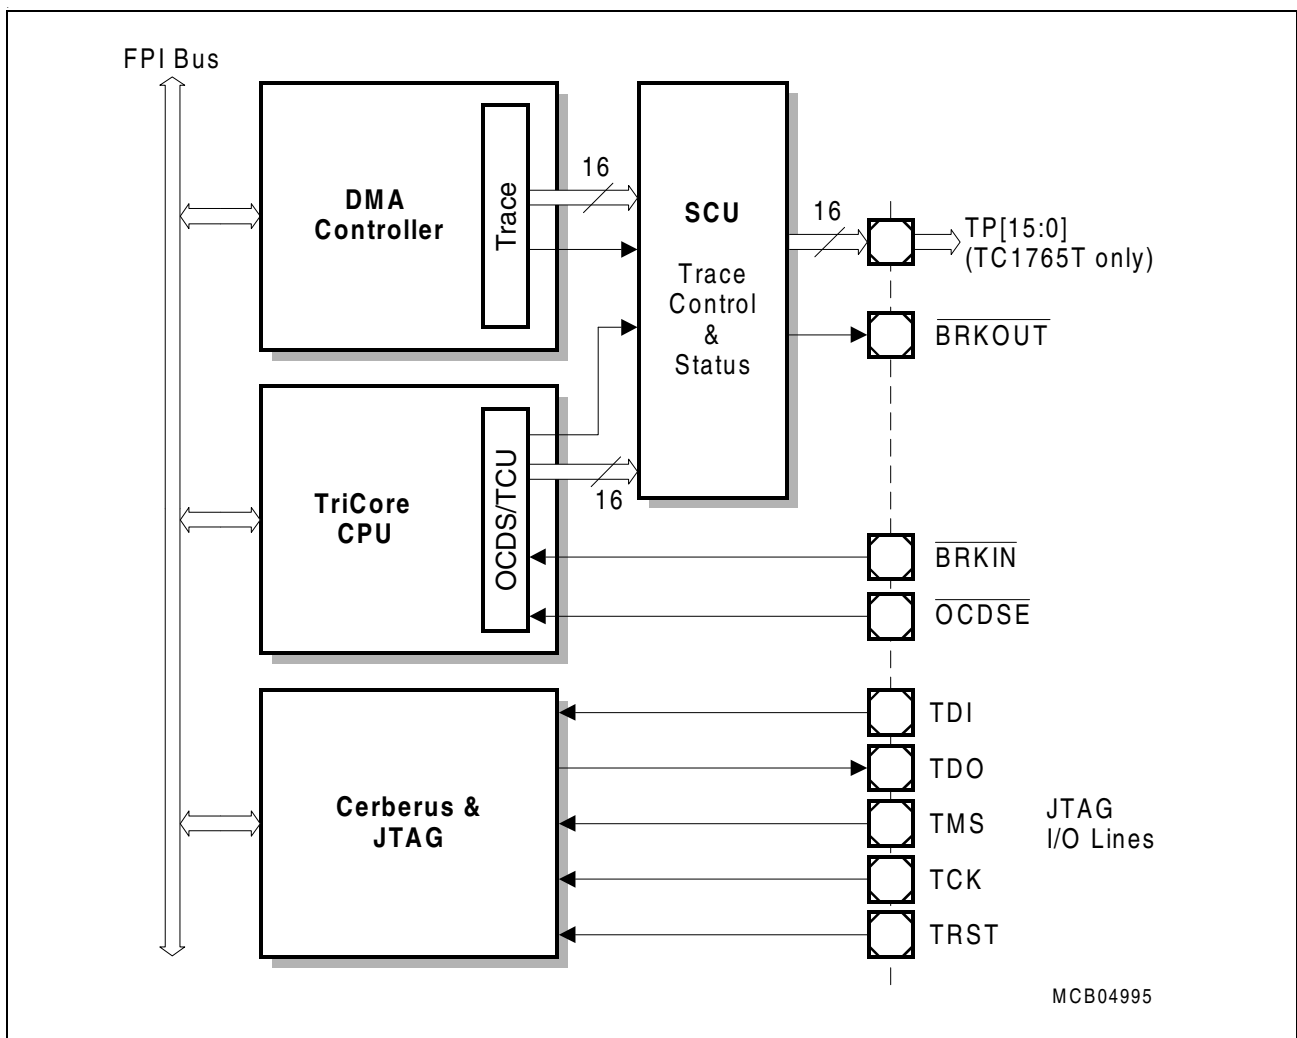 FPI Bus
DMA
Controller
Trace
16
SCU
Trace
Control
&
Status
16
TP[15:0]
(TC1765T only)
BRKOUT
TriCore
CPU
OCDS/TCU
16
BRKIN
OCDSE
Cerberus &
JTAG
TDI
TDO
TMS
TCK
TRST
JTAG
I/O Lines
MCB04995